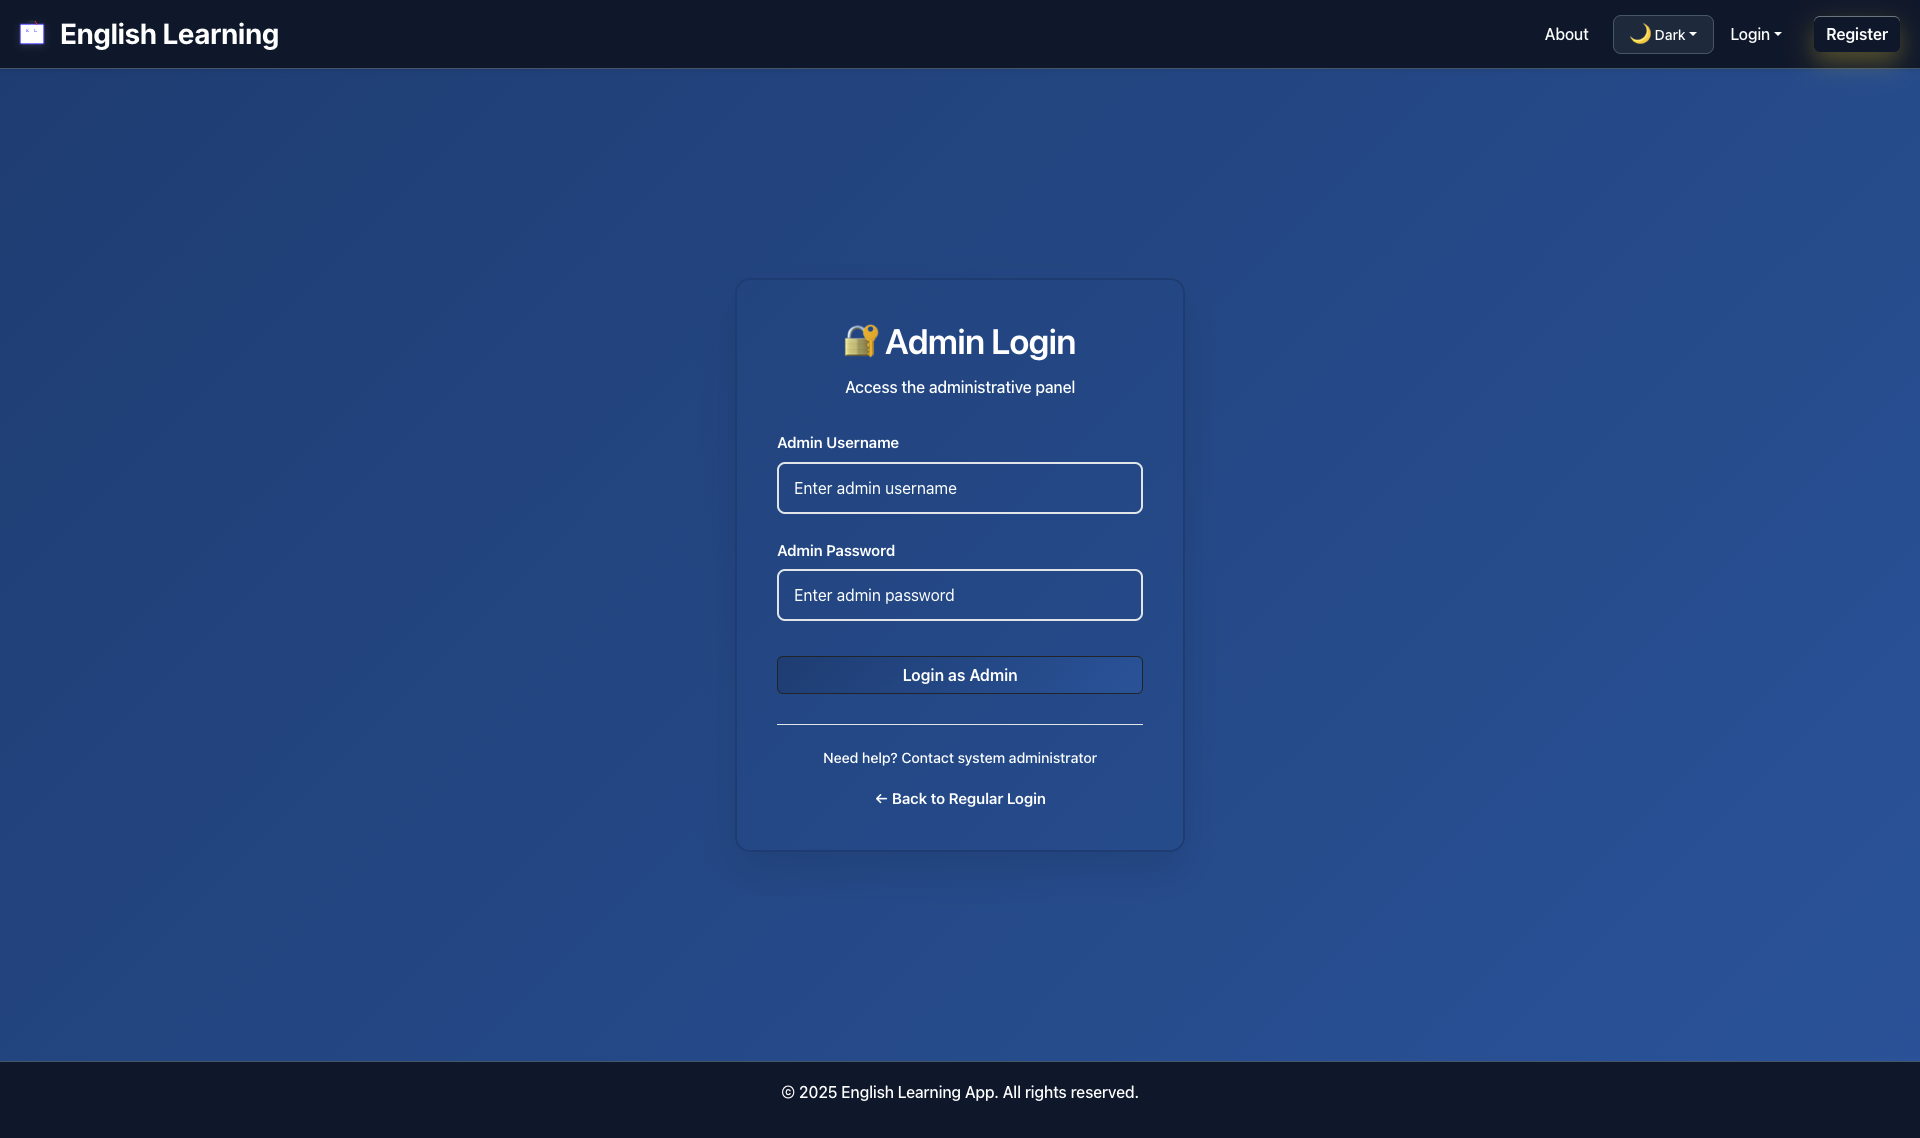 English Learning
About
🌙 Dark
Login
Register
🔐 Admin Login
Access the administrative panel
Admin Username
Enter admin username
Admin Password
Enter admin password
Login as Admin
Need help? Contact system administrator
← Back to Regular Login
© 2025 English Learning App. All rights reserved.